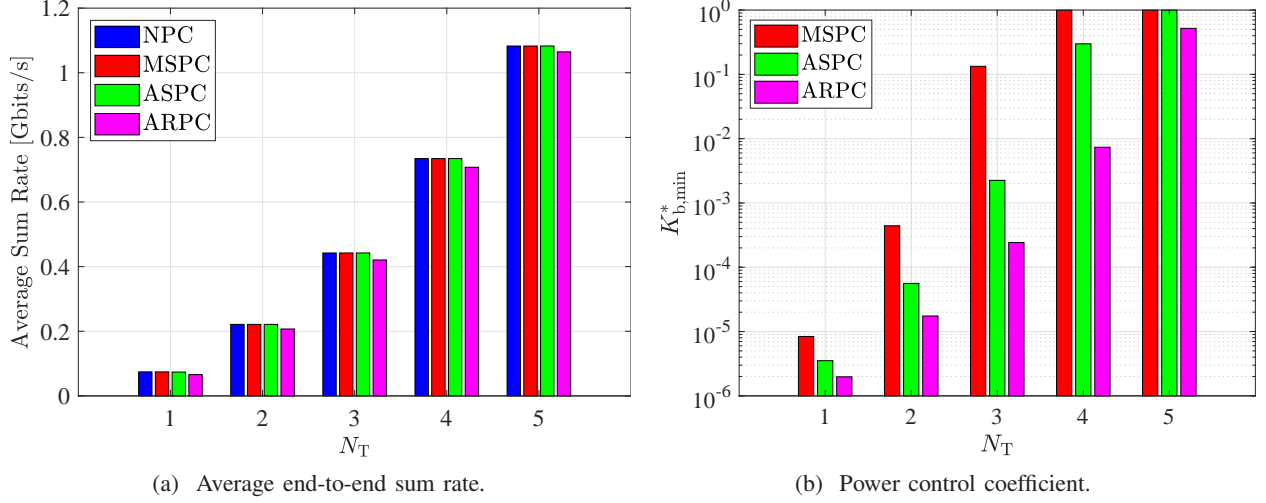 1.2
1
0.8
0.6
0.4
0.2
0
Average Sum Rate [Gbits/s]
NPC
MSPC
ASPC
ARPC
1 2 3 4 5
N_T
(a) Average end-to-end sum rate.
10^0
10^-1
10^-2
10^-3
10^-4
10^-5
10^-6
K^*_b,min
MSPC
ASPC
ARPC
1 2 3 4 5
N_T
(b) Power control coefficient.